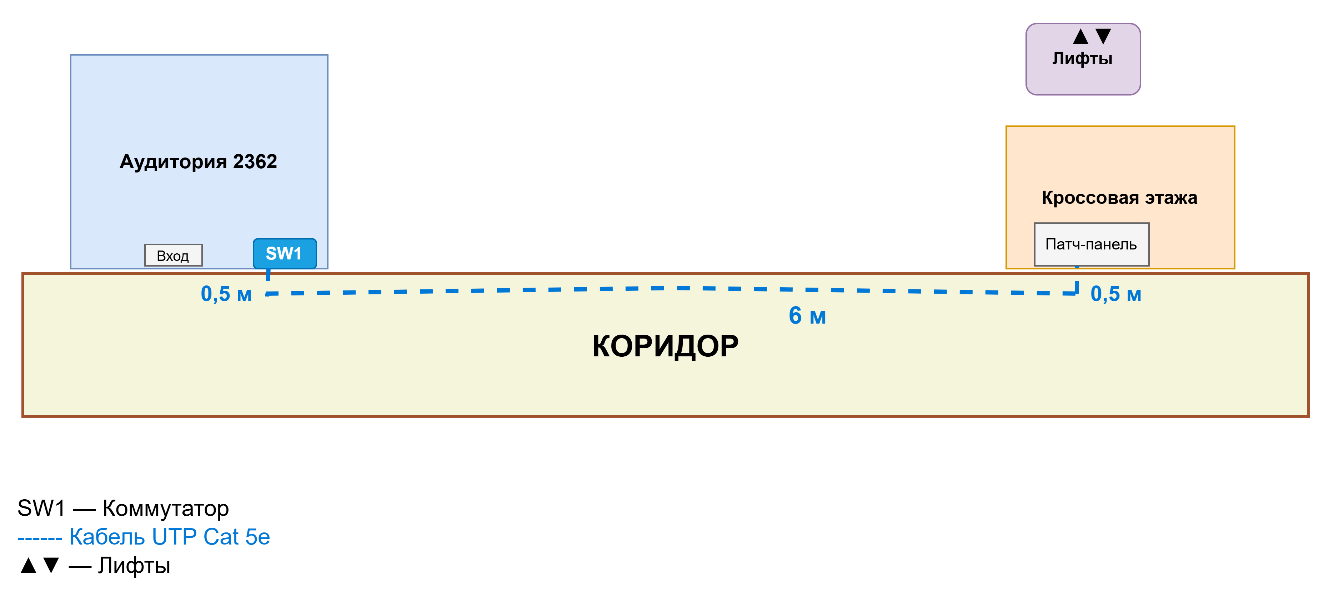 ▲▼
Лифты
Аудитория 2362
Кроссовая этажа
Вход
SW1
Патч-панель
0,5 м
0,5 м
6 м
КОРИДОР
SW1 — Коммутатор
------ Кабель UTP Cat 5e
▲▼ — Лифты